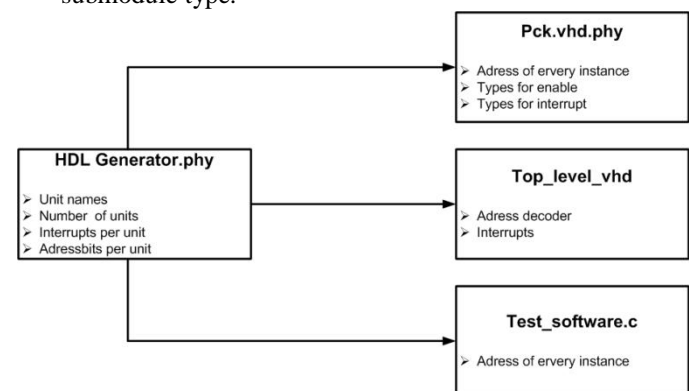 submodule type.
Pck.vhd.phy
➢ Adress of ervery instance
➢ Types for enable
➢ Types for interrupt
HDL Generator.phy
➢ Unit names
➢ Number of units
➢ Interrupts per unit
➢ Adressbits per unit
Top_level_vhd
➢ Adress decoder
➢ Interrupts
Test_software.c
➢ Adress of ervery instance